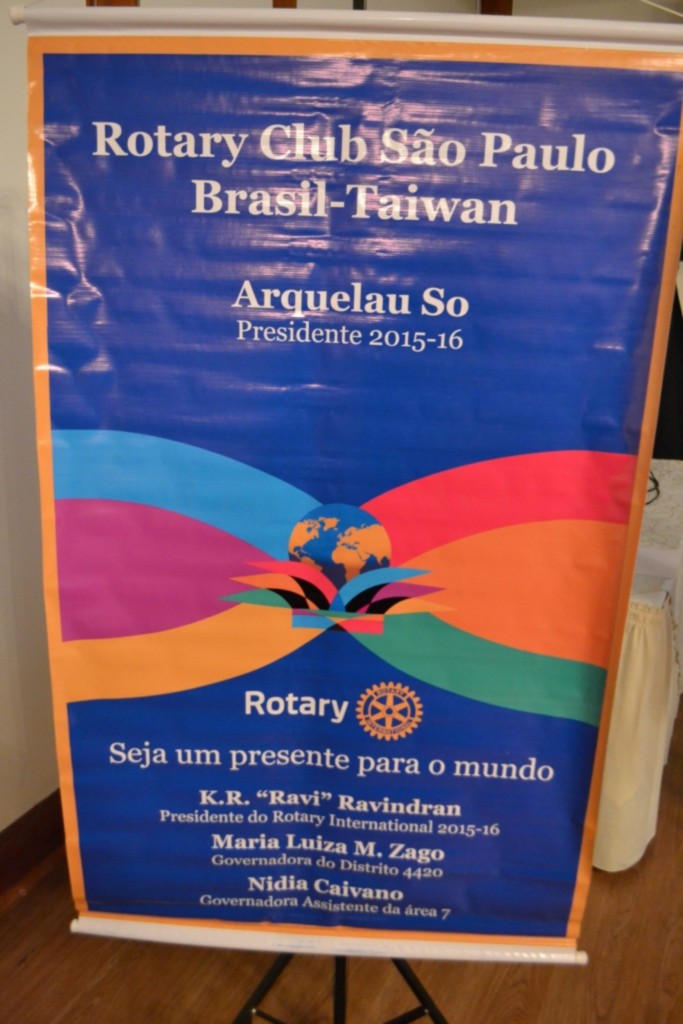 Rotary Club São Paulo
Brasil-Taiwan
Arquelau So
Presidente 2015-16
Rotary
Seja um presente para o mundo
K.R. “Ravi” Ravindran
Presidente do Rotary International 2015-16
Maria Luiza M. Zago
Governadora do Distrito 4420
Nidia Caivano
Governadora Assistente da área 7